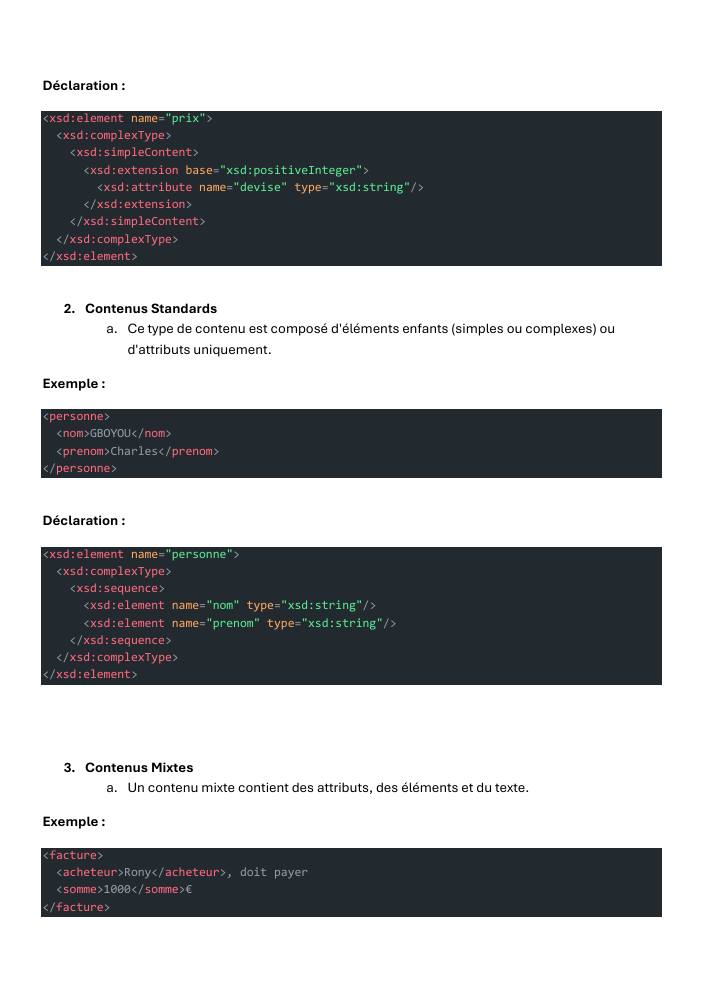 Déclaration :
<xsd:element name="prix">
  <xsd:complexType>
    <xsd:simpleContent>
      <xsd:extension base="xsd:positiveInteger">
        <xsd:attribute name="devise" type="xsd:string"/>
      </xsd:extension>
    </xsd:simpleContent>
  </xsd:complexType>
</xsd:element>
2. Contenus Standards
a. Ce type de contenu est composé d'éléments enfants (simples ou complexes) ou
d'attributs uniquement.
Exemple :
<personne>
  <nom>GBOYOU</nom>
  <prenom>Charles</prenom>
</personne>
Déclaration :
<xsd:element name="personne">
  <xsd:complexType>
    <xsd:sequence>
      <xsd:element name="nom" type="xsd:string"/>
      <xsd:element name="prenom" type="xsd:string"/>
    </xsd:sequence>
  </xsd:complexType>
</xsd:element>
3. Contenus Mixtes
a. Un contenu mixte contient des attributs, des éléments et du texte.
Exemple :
<facture>
  <acheteur>Rony</acheteur>, doit payer
  <somme>1000</somme>€
</facture>